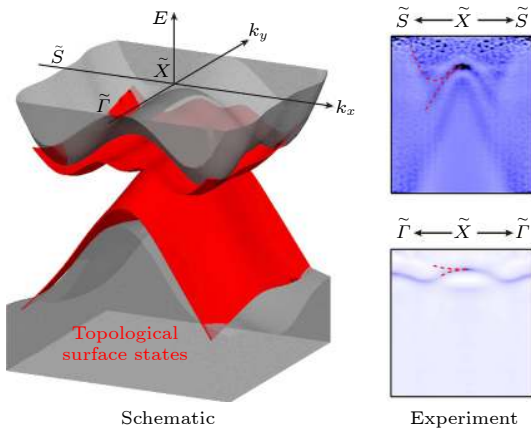 E
k_y
S̃
X̃
Γ̃
k_x
Topological
surface states
Schematic
S̃ ← X̃ → S̃
Γ̃ ← X̃ → Γ̃
Experiment